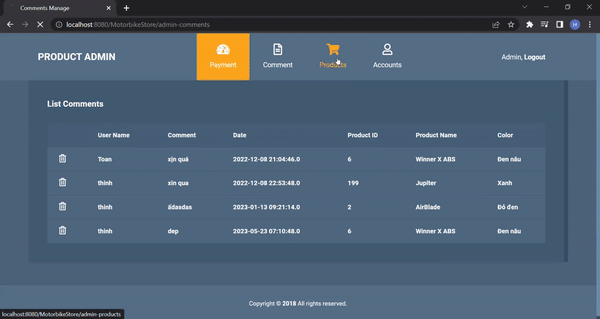 Comments Manage
localhost:8080/MotorbikeStore/admin-comments
H
PRODUCT ADMIN
Payment
Comment
Products
Accounts
Admin, Logout
List Comments
User Name Comment Date Product ID Product Name Color
Toan xịn quá 2022-12-08 21:04:46.0 6 Winner X ABS Đen nâu
thinh xin qua 2022-12-08 22:53:48.0 199 Jupiter Xanh
thinh ầdasdas 2023-01-13 09:21:14.0 2 AirBlade Đỏ đen
thinh dep 2023-05-23 07:10:48.0 6 Winner X ABS Đen nâu
Copyright © 2018 All rights reserved.
localhost:8080/MotorbikeStore/admin-products